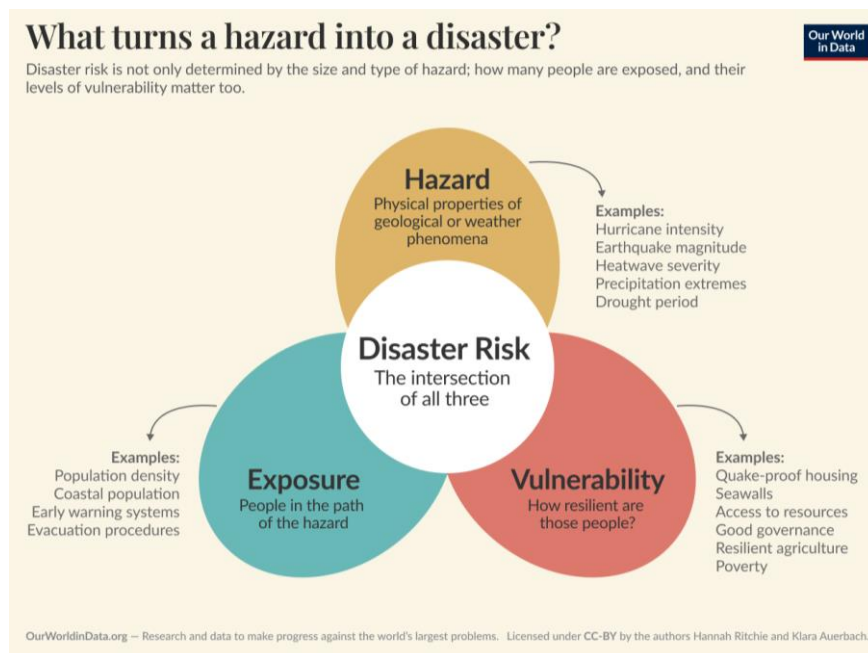 What turns a hazard into a disaster?
Our World
in Data
Disaster risk is not only determined by the size and type of hazard; how many people are exposed, and their
levels of vulnerability matter too.
Hazard
Physical properties of
geological or weather
phenomena
Examples:
Hurricane intensity
Earthquake magnitude
Heatwave severity
Precipitation extremes
Drought period
Disaster Risk
The intersection
of all three
Examples:
Population density
Coastal population
Early warning systems
Evacuation procedures
Exposure
People in the path
of the hazard
Vulnerability
How resilient are
those people?
Examples:
Quake-proof housing
Seawalls
Access to resources
Good governance
Resilient agriculture
Poverty
OurWorldinData.org — Research and data to make progress against the world's largest problems. Licensed under CC-BY by the authors Hannah Ritchie and Klara Auerbach.